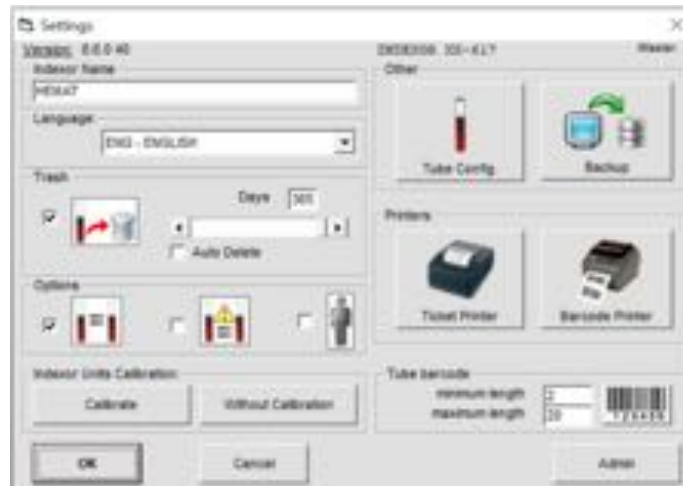 Settings
Version: 6.6.0 40
Master
Indexor Name
HEMAT
Language
ENG - ENGLISH
Trash
Days 365
Auto Delete
Options
Indexor Units Calibration
Calibrate
Without Calibration
OK
Cancel
Other
Tube Config.
Backup
Printers
Ticket Printer
Barcode Printer
Tube barcode
minimum length 2
maximum length 20
123456
Admin